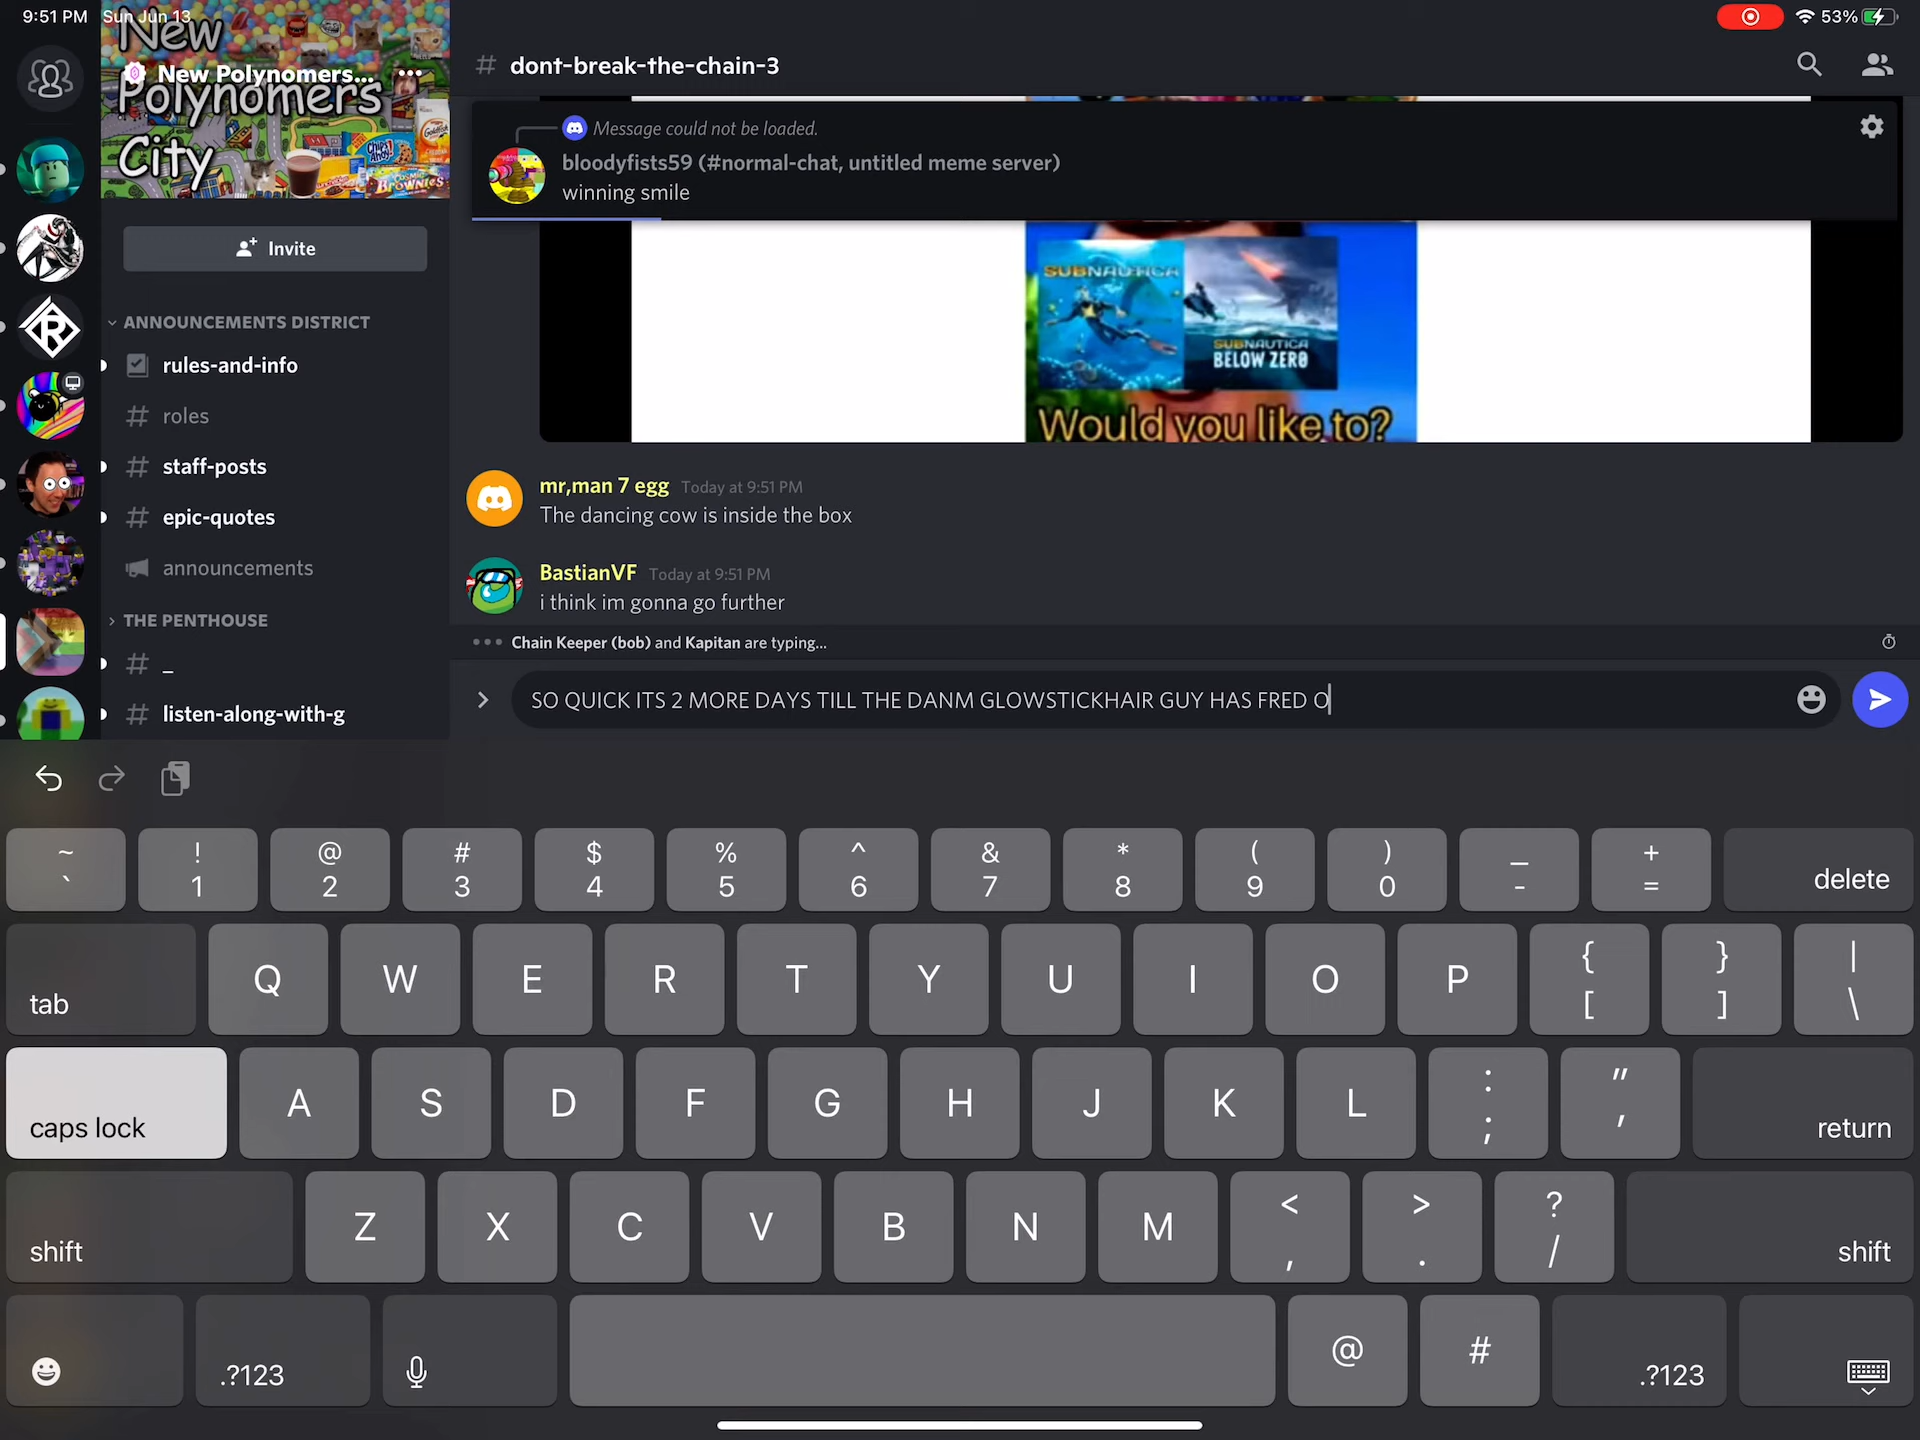 9:51 PM Sun Jun 13
53%
New
Polynomers
City
New Polynomers...
Invite
ANNOUNCEMENTS DISTRICT
rules-and-info
# roles
# staff-posts
# epic-quotes
announcements
THE PENTHOUSE
# _
# listen-along-with-g
# dont-break-the-chain-3
Message could not be loaded.
bloodyfists59 (#normal-chat, untitled meme server)
winning smile
SUBNAUTICA
SUBNAUTICA
BELOW ZERO
Would you like to?
mr,man 7 egg Today at 9:51 PM
The dancing cow is inside the box
BastianVF Today at 9:51 PM
i think im gonna go further
Chain Keeper (bob) and Kapitan are typing...
SO QUICK ITS 2 MORE DAYS TILL THE DANM GLOWSTICKHAIR GUY HAS FRED O
~ ! @ # $ % ^ & * ( ) _ +
` 1 2 3 4 5 6 7 8 9 0 - = delete
tab Q W E R T Y U I O P { [ } ] | \
caps lock A S D F G H J K L : ; " ' return
shift Z X C V B N M < , > . ? / shift
.?123 @ # .?123